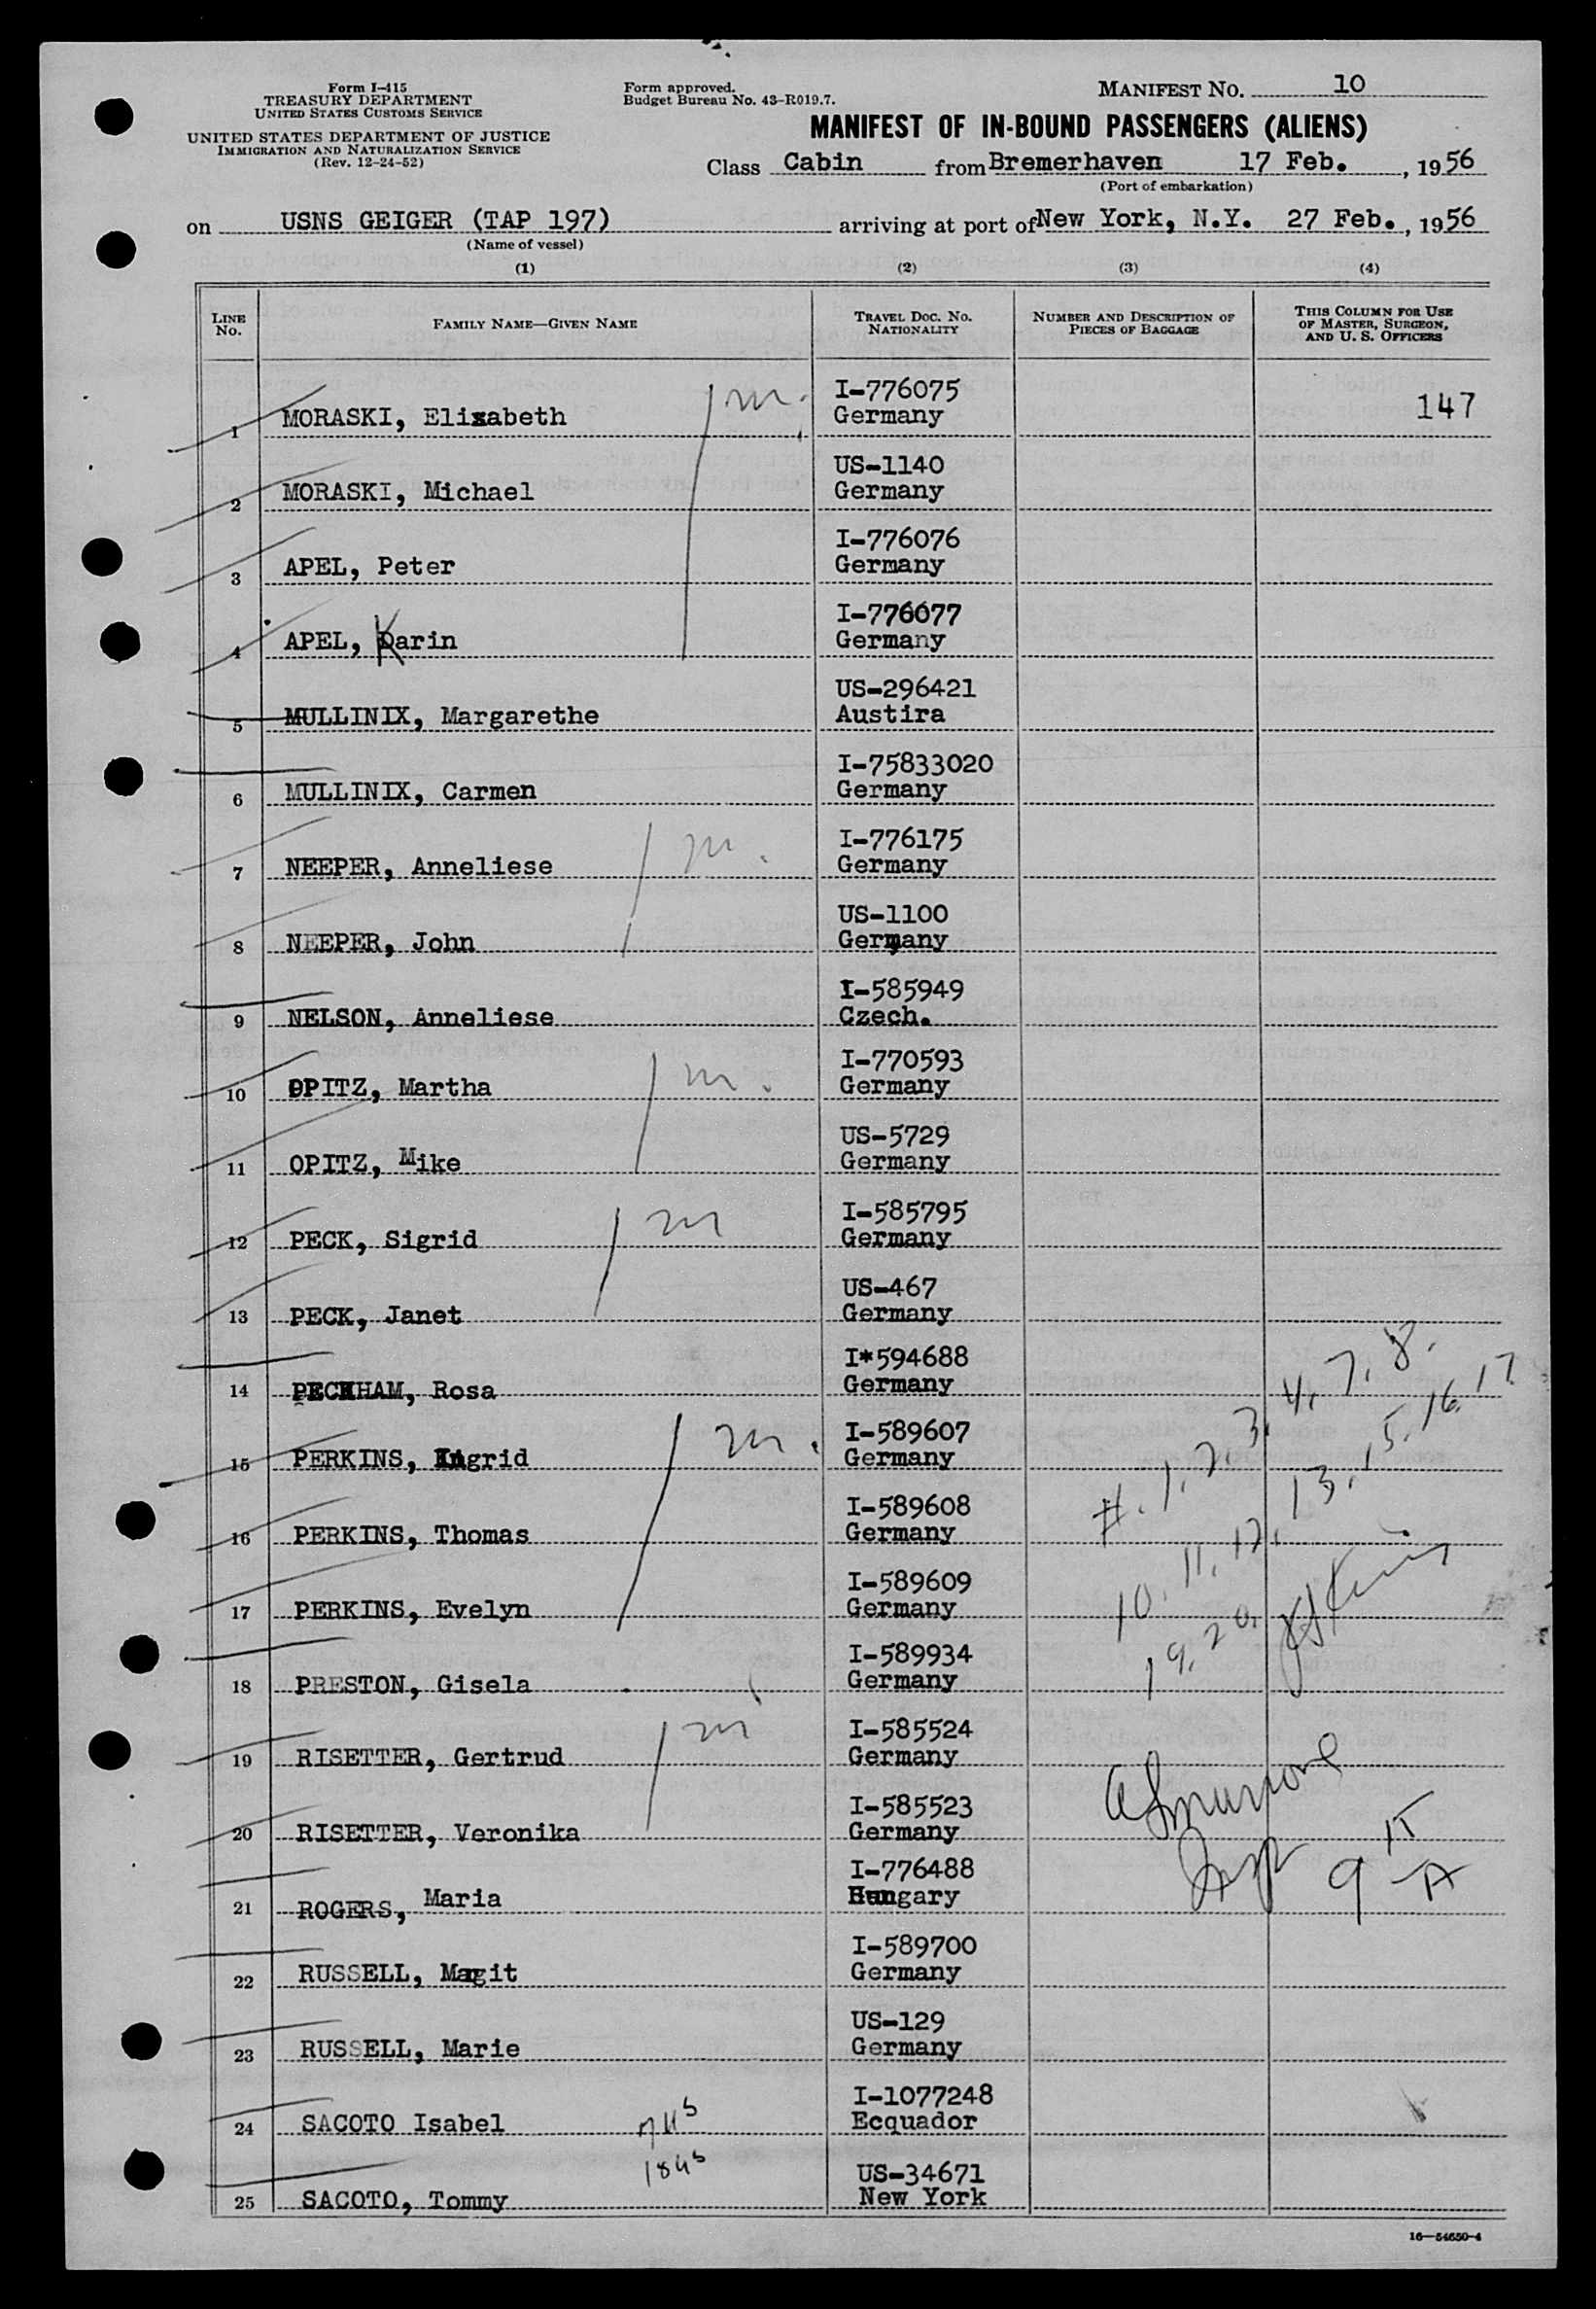 Form I-415
TREASURY DEPARTMENT
UNITED STATES CUSTOMS SERVICE
UNITED STATES DEPARTMENT OF JUSTICE
IMMIGRATION AND NATURALIZATION SERVICE
(Rev. 12-24-52)
Form approved.
Budget Bureau No. 43-R019.7.
MANIFEST NO. 10
MANIFEST OF IN-BOUND PASSENGERS (ALIENS)
Class Cabin from Bremerhaven 17 Feb., 1956
(Port of embarkation)
on USNS GEIGER (TAP 197) arriving at port of New York, N.Y. 27 Feb., 1956
(Name of vessel)
(1) (2) (3) (4)
LINE No. FAMILY NAME—GIVEN NAME TRAVEL DOC. NO. NATIONALITY NUMBER AND DESCRIPTION OF PIECES OF BAGGAGE THIS COLUMN FOR USE OF MASTER, SURGEON, AND U. S. OFFICERS
m.
I-776075
1 MORASKI, Elizabeth Germany 147
US-1140
2 MORASKI, Michael Germany
I-776076
3 APEL, Peter Germany
I-776077
4 APEL, Karin Germany
US-296421
5 MULLINIX, Margarethe Austira
I-75833020
6 MULLINIX, Carmen Germany
m.
I-776175
7 NEEPER, Anneliese Germany
US-1100
8 NEEPER, John Germany
I-585949
9 NELSON, Anneliese Czech.
m.
I-770593
10 OPITZ, Martha Germany
US-5729
11 OPITZ, Mike Germany
m
I-585795
12 PECK, Sigrid Germany
US-467
13 PECK, Janet Germany
I*594688
14 PECKHAM, Rosa Germany
m.
I-589607
15 PERKINS, Ingrid Germany
#. 1, 2, 3, 4, 7, 8.
I-589608
16 PERKINS, Thomas Germany
10, 11, 12, 13, 15, 16, 17
I-589609
17 PERKINS, Evelyn Germany
19, 20,
I-589934
18 PRESTON, Gisela Germany
m
I-585524
19 RISETTER, Gertrud Germany
I-585523
20 RISETTER, Veronika Germany
I-776488
21 ROGERS, Maria Hungary
I-589700
22 RUSSELL, Magit Germany
US-129
23 RUSSELL, Marie Germany
I-1077248
24 SACOTO Isabel Ecquador
US-34671
25 SACOTO, Tommy New York
16—54650-4